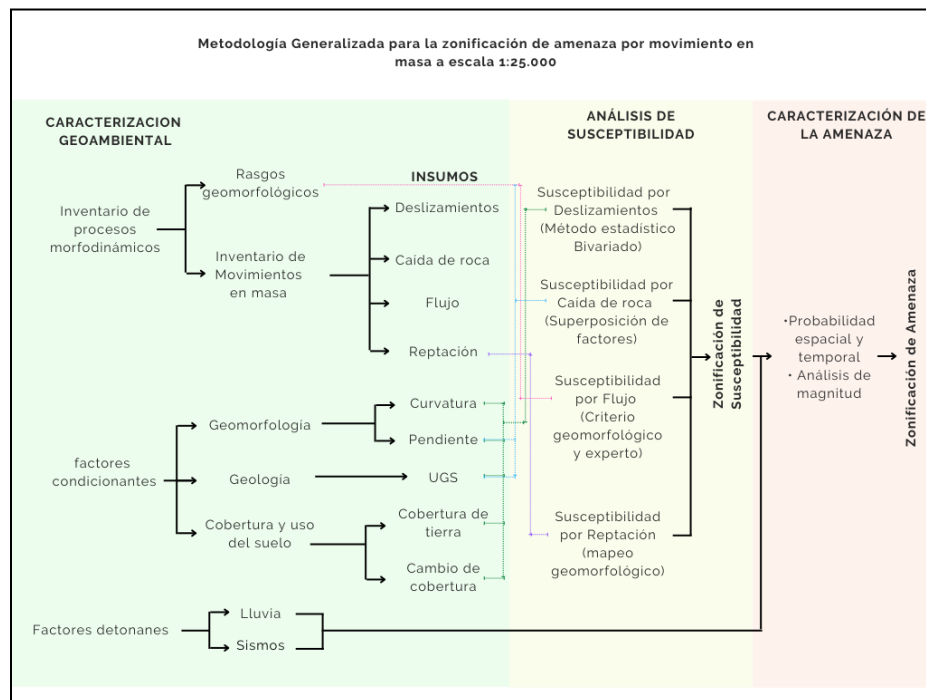 Metodología Generalizada para la zonificación de amenaza por movimiento en
masa a escala 1:25.000
CARACTERIZACION
GEOAMBIENTAL
INSUMOS
Inventario de
procesos
morfodinámicos
Rasgos
geomorfológicos
Inventario de
Movimientos
en masa
Deslizamientos
Caída de roca
Flujo
Reptación
factores
condicionantes
Geomorfología
Curvatura
Pendiente
Geología
UGS
Cobertura y uso
del suelo
Cobertura de
tierra
Cambio de
cobertura
Factores detonanes
Lluvia
Sismos
ANÁLISIS DE
SUSCEPTIBILIDAD
Susceptibilidad por
Deslizamientos
(Método estadístico
Bivariado)
Susceptibilidad por
Caída de roca
(Superposición de
factores)
Susceptibilidad
por Flujo
(Criterio
geomorfológico
y experto)
Susceptibilidad
por Reptación
(mapeo
geomorfológico)
Zonificación de
Susceptibilidad
CARACTERIZACIÓN DE
LA AMENAZA
•Probabilidad
espacial y
temporal
• Análisis de
magnitud
Zonificación de Amenaza